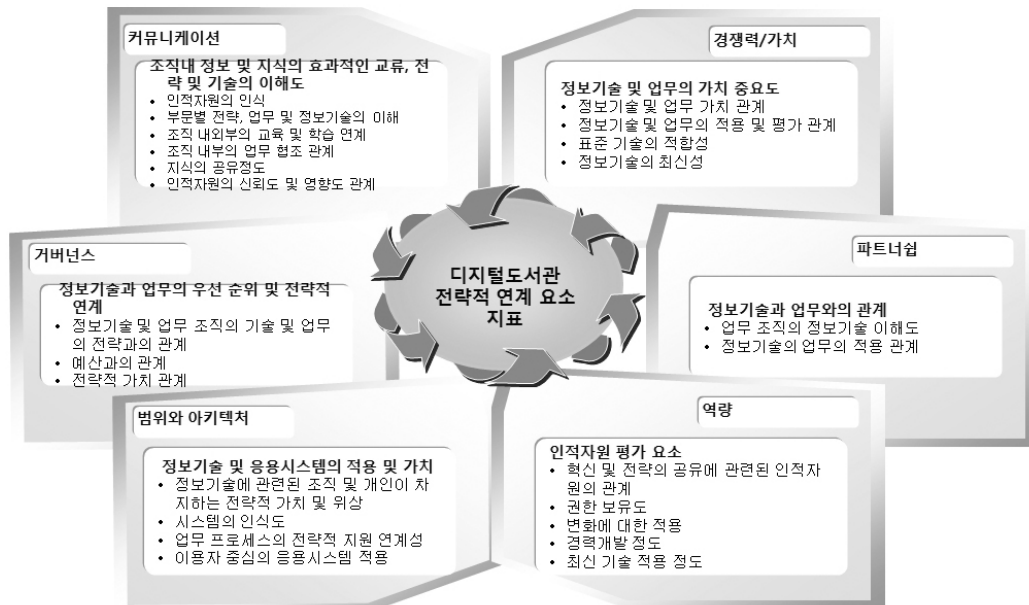 커뮤니케이션
조직내 정보 및 지식의 효과적인 교류, 전
략 및 기술의 이해도
• 인적자원의 인식
• 부문별 전략, 업무 및 정보기술의 이해
• 조직 내외부의 교육 및 학습 연계
• 조직 내부의 업무 협조 관계
• 지식의 공유정도
• 인적자원의 신뢰도 및 영향도 관계
경쟁력/가치
정보기술 및 업무의 가치 중요도
• 정보기술 및 업무 가치 관계
• 정보기술 및 업무의 적용 및 평가 관계
• 표준 기술의 적합성
• 정보기술의 최신성
거버넌스
정보기술과 업무의 우선 순위 및 전략적
연계
• 정보기술 및 업무 조직의 기술 및 업무
의 전략과의 관계
• 예산과의 관계
• 전략적 가치 관계
디지털도서관
전략적 연계 요소
지표
파트너쉽
정보기술과 업무와의 관계
• 업무 조직의 정보기술 이해도
• 정보기술의 업무의 적용 관계
범위와 아키텍처
정보기술 및 응용시스템의 적용 및 가치
• 정보기술에 관련된 조직 및 개인이 차
지하는 전략적 가치 및 위상
• 시스템의 인식도
• 업무 프로세스의 전략적 지원 연계성
• 이용자 중심의 응용시스템 적용
역량
인적자원 평가 요소
• 혁신 및 전략의 공유에 관련된 인적자
원의 관계
• 권한 보유도
• 변화에 대한 적용
• 경력개발 정도
• 최신 기술 적용 정도